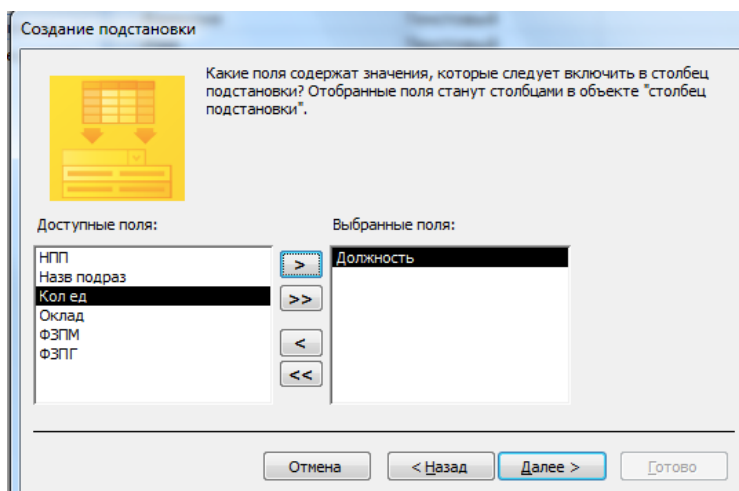 Создание подстановки
Какие поля содержат значения, которые следует включить в столбец
подстановки? Отобранные поля станут столбцами в объекте "столбец
подстановки".
Доступные поля:
Выбранные поля:
НПП
Назв подраз
Кол ед
Оклад
ФЗПМ
ФЗПГ
>
>>
<
<<
Должность
Отмена
< Назад
Далее >
Готово